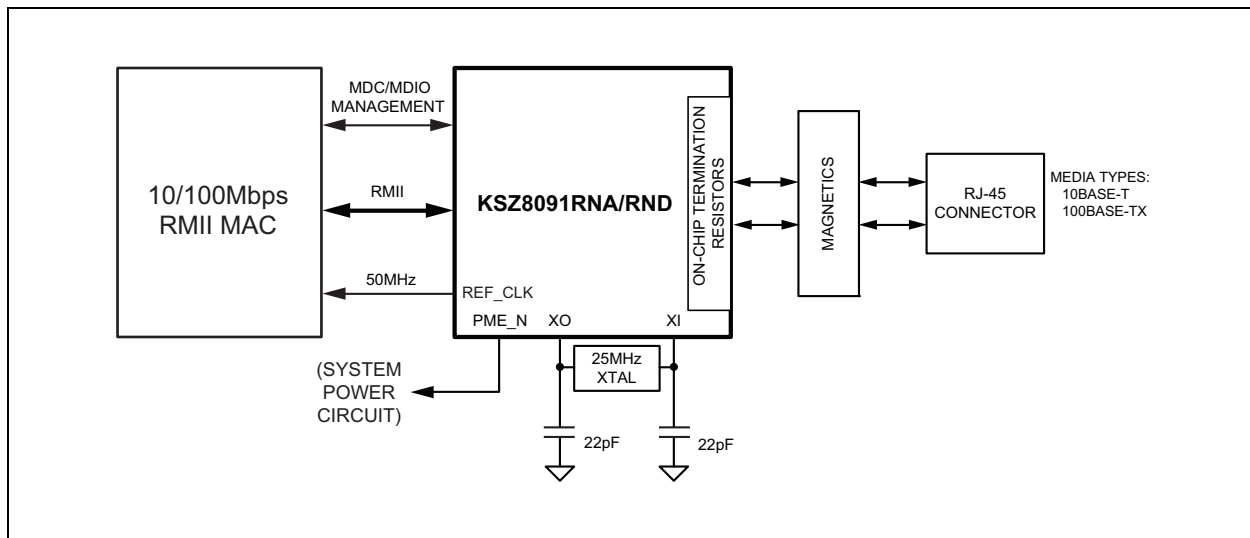 10/100Mbps
RMII MAC
MDC/MDIO
MANAGEMENT
RMII
50MHz
KSZ8091RNA/RND
REF_CLK
PME_N
XO
XI
ON-CHIP TERMINATION
RESISTORS
MAGNETICS
RJ-45
CONNECTOR
MEDIA TYPES:
10BASE-T
100BASE-TX
(SYSTEM
POWER
CIRCUIT)
25MHz
XTAL
22pF
22pF